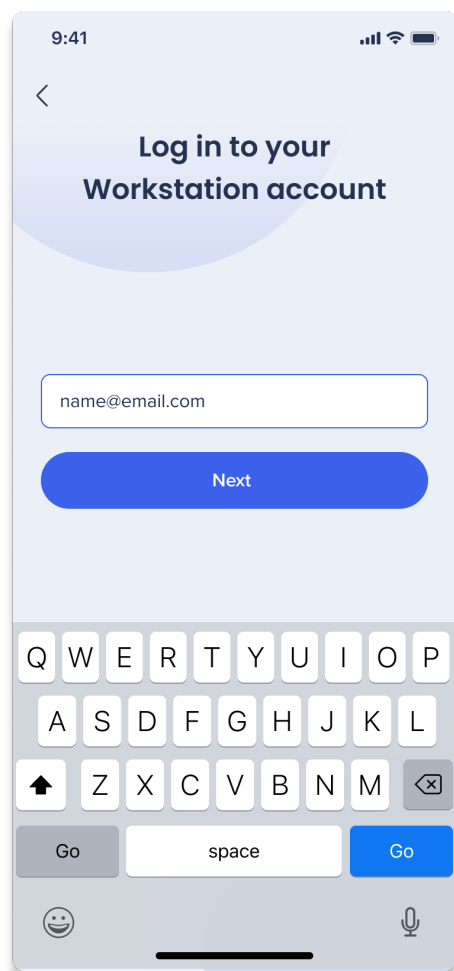 9:41
Log in to your
Workstation account
name@email.com
Next
Q W E R T Y U I O P
A S D F G H J K L
Z X C V B N M
Go space Go